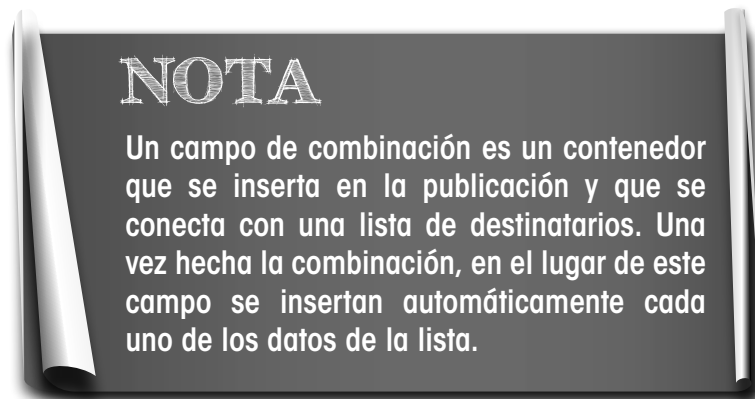 NOTA
Un campo de combinación es un contenedor
que se inserta en la publicación y que se
conecta con una lista de destinatarios. Una
vez hecha la combinación, en el lugar de este
campo se insertan automáticamente cada
uno de los datos de la lista.